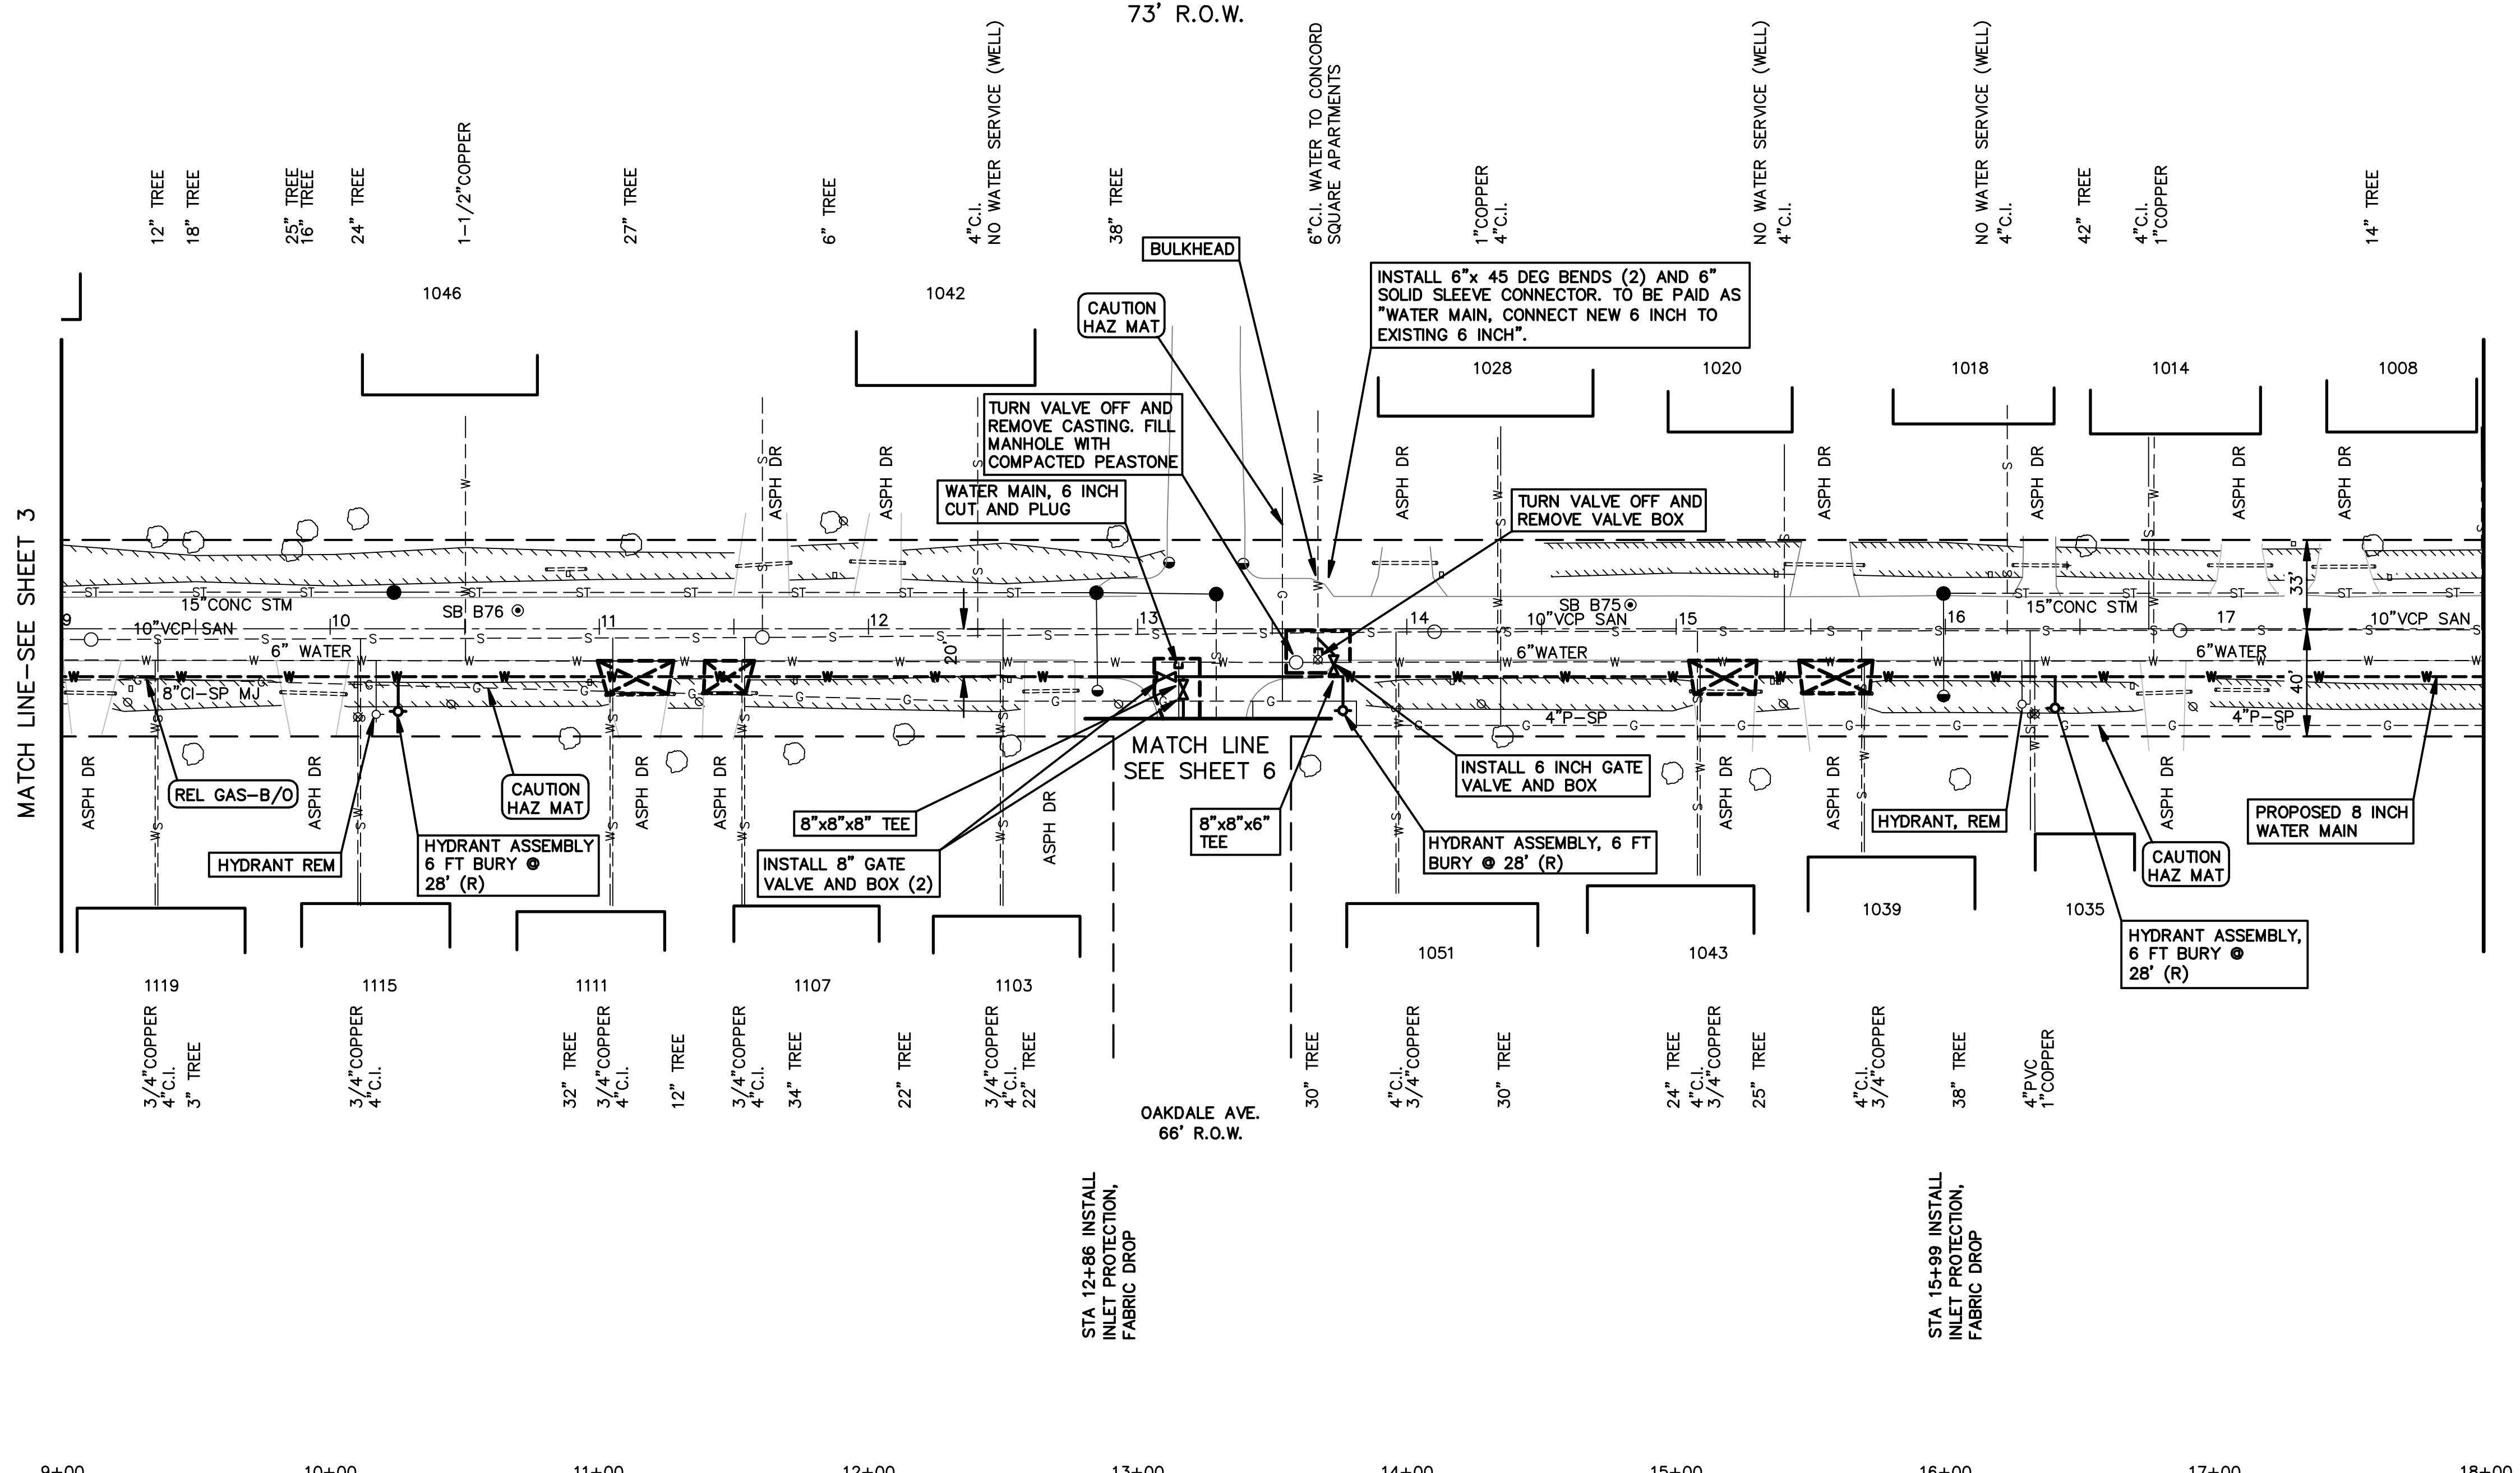 73' R.O.W.
12" TREE
18" TREE
25" TREE
16" TREE
24" TREE
1-1/2"COPPER
27" TREE
6" TREE
4"C.I.
NO WATER SERVICE (WELL)
38" TREE
6"C.I. WATER TO CONCORD
SQUARE APARTMENTS
1"COPPER
4"C.I.
NO WATER SERVICE (WELL)
4"C.I.
NO WATER SERVICE (WELL)
4"C.I.
42" TREE
4"C.I.
1"COPPER
14" TREE
BULKHEAD
INSTALL 6"x 45 DEG BENDS (2) AND 6"
SOLID SLEEVE CONNECTOR. TO BE PAID AS
"WATER MAIN, CONNECT NEW 6 INCH TO
EXISTING 6 INCH".
CAUTION
HAZ MAT
1046
1042
1028
1020
1018
1014
1008
TURN VALVE OFF AND
REMOVE CASTING. FILL
MANHOLE WITH
COMPACTED PEASTONE
WATER MAIN, 6 INCH
CUT AND PLUG
TURN VALVE OFF AND
REMOVE VALVE BOX
ASPH DR
ASPH DR
ASPH DR
ASPH DR
ASPH DR
ASPH DR
ASPH DR
MATCH LINE-SEE SHEET 3
15"CONC STM
SB B76
SB B75
15"CONC STM
33'
9
10
11
12
13
14
15
16
17
10"VCP SAN
10"VCP SAN
10"VCP SAN
6" WATER
20'
6"WATER
6"WATER
40'
8"CI-SP MJ
4"P-SP
4"P-SP
MATCH LINE
SEE SHEET 6
ASPH DR
ASPH DR
ASPH DR
ASPH DR
ASPH DR
ASPH DR
ASPH DR
ASPH DR
REL GAS-B/O
CAUTION
HAZ MAT
INSTALL 6 INCH GATE
VALVE AND BOX
8"x8"x8" TEE
8"x8"x6"
TEE
HYDRANT, REM
PROPOSED 8 INCH
WATER MAIN
HYDRANT REM
HYDRANT ASSEMBLY
6 FT BURY @
28' (R)
INSTALL 8" GATE
VALVE AND BOX (2)
HYDRANT ASSEMBLY, 6 FT
BURY @ 28' (R)
CAUTION
HAZ MAT
1039
1035
HYDRANT ASSEMBLY,
6 FT BURY @
28' (R)
1051
1043
1119
1115
1111
1107
1103
3/4"COPPER
4"C.I.
3" TREE
3/4"COPPER
4"C.I.
32" TREE
3/4"COPPER
4"C.I.
12" TREE
3/4"COPPER
4"C.I.
34" TREE
22" TREE
3/4"COPPER
4"C.I.
22" TREE
30" TREE
4"C.I.
3/4"COPPER
30" TREE
24" TREE
4"C.I.
3/4"COPPER
25" TREE
4"C.I.
3/4"COPPER
38" TREE
4"PVC
1"COPPER
OAKDALE AVE.
66' R.O.W.
STA 12+86 INSTALL
INLET PROTECTION,
FABRIC DROP
STA 15+99 INSTALL
INLET PROTECTION,
FABRIC DROP
9+00
10+00
11+00
12+00
13+00
14+00
15+00
16+00
17+00
18+00